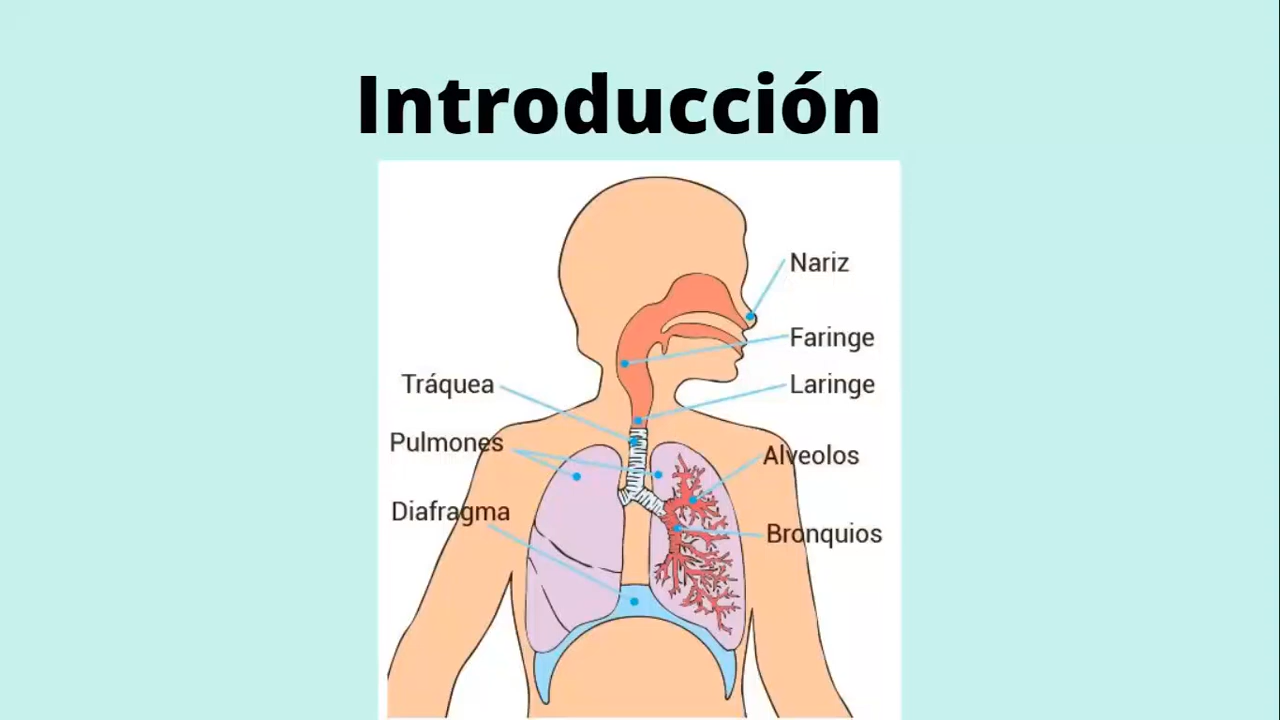 Introducción
Nariz
Faringe
Tráquea
Laringe
Pulmones
Alveolos
Diafragma
Bronquios